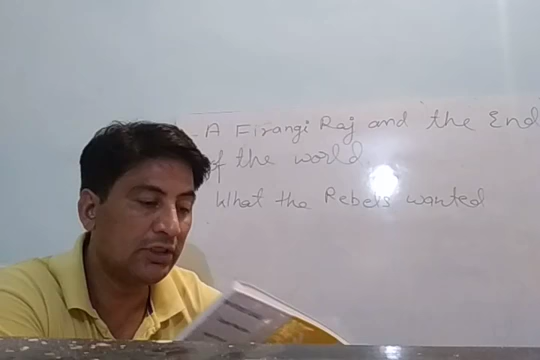 A Firangi Raj and the End
of the world.
What the Rebels wanted